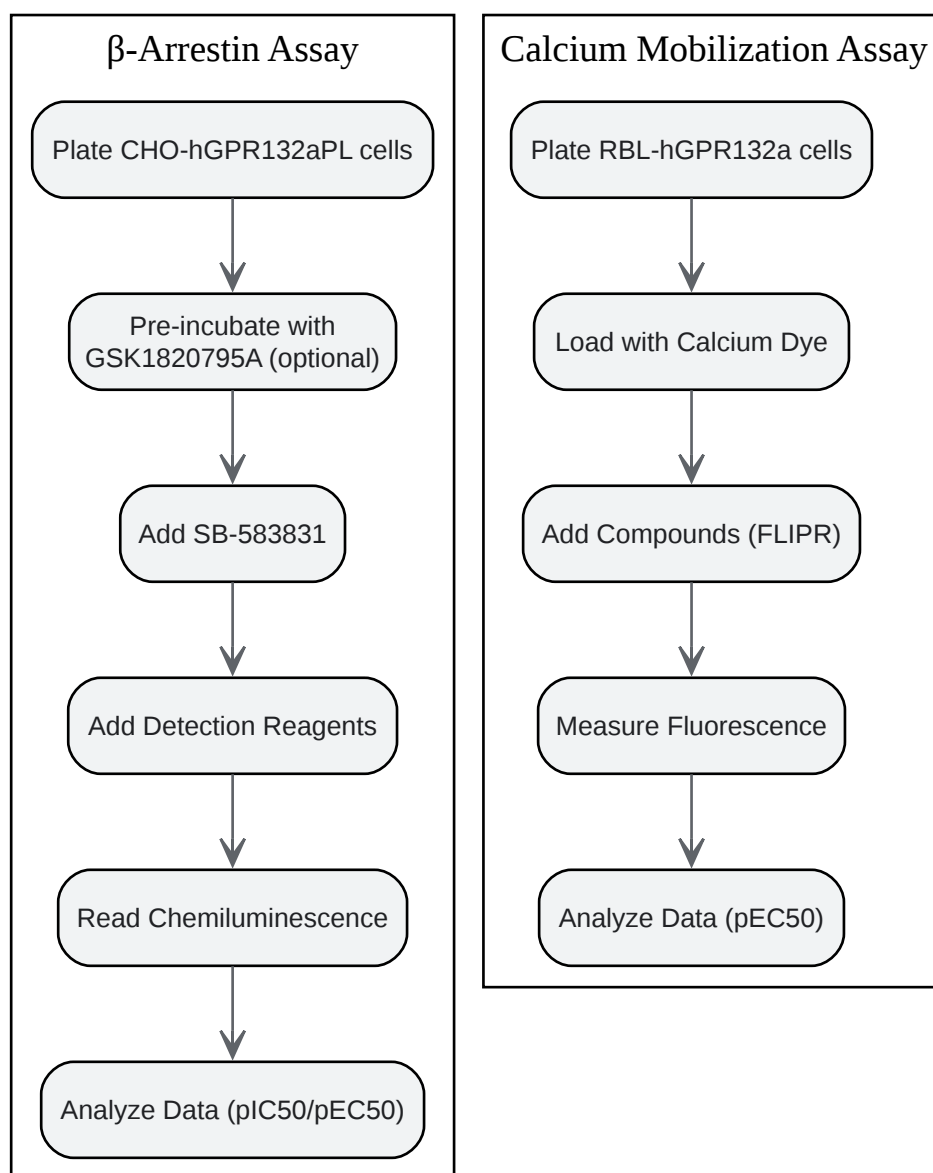 β-Arrestin Assay
Plate CHO-hGPR132aPL cells
Pre-incubate with
GSK1820795A (optional)
Add SB-583831
Add Detection Reagents
Read Chemiluminescence
Analyze Data (pIC50/pEC50)
Calcium Mobilization Assay
Plate RBL-hGPR132a cells
Load with Calcium Dye
Add Compounds (FLIPR)
Measure Fluorescence
Analyze Data (pEC50)